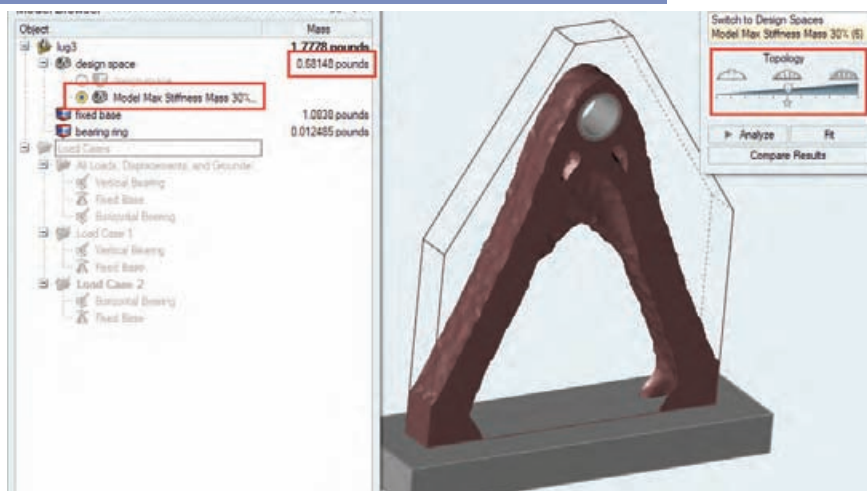 Object Mass
lug3 1.7778 pounds
design space 0.68148 pounds
Model Max Stiffness Mass 30%...
fixed base 1.0838 pounds
bearing ring 0.012485 pounds
Load Cases
All Loads, Displacements, and Grounde
Vertical Bearing
Fixed Base
Horizontal Bearing
Load Case 1
Vertical Bearing
Fixed Base
Load Case 2
Horizontal Bearing
Fixed Base
Switch to Design Spaces
Model Max Stiffness Mass 30% (6)
Topology
Analyze Fit
Compare Results